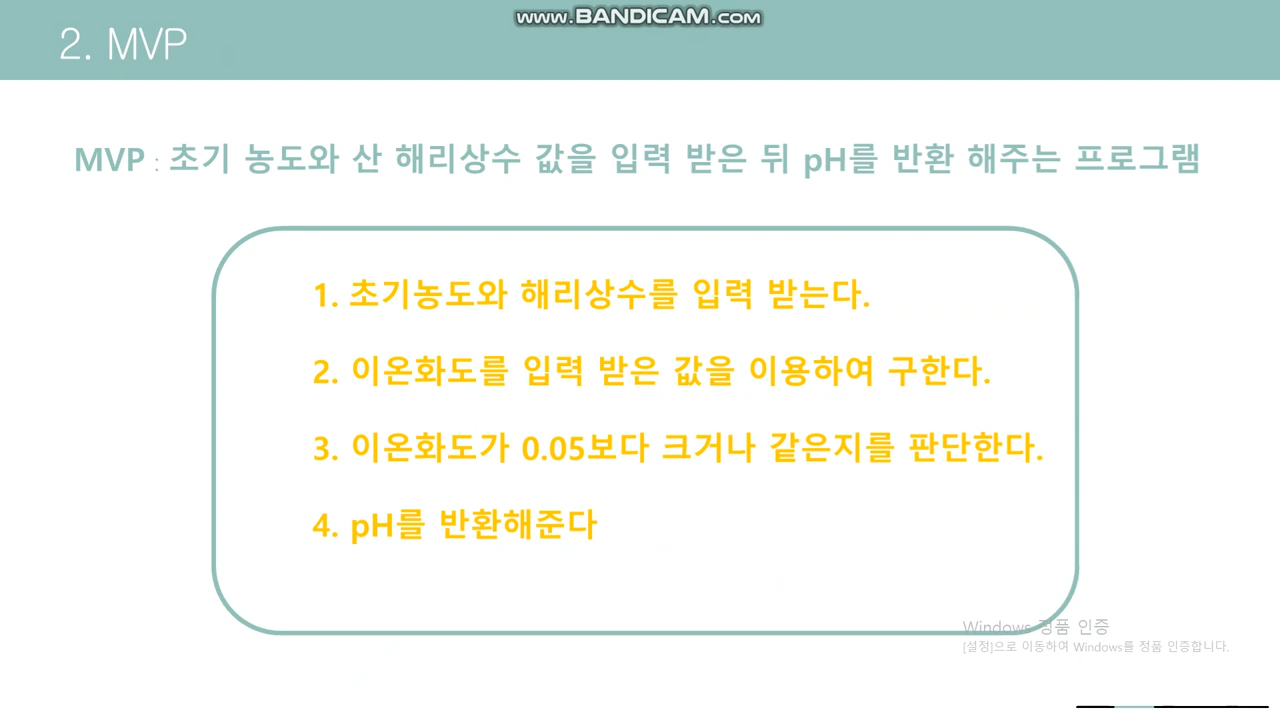 www.BANDICAM.com
2. MVP
MVP : 초기 농도와 산 해리상수 값을 입력 받은 뒤 pH를 반환 해주는 프로그램
1. 초기농도와 해리상수를 입력 받는다.
2. 이온화도를 입력 받은 값을 이용하여 구한다.
3. 이온화도가 0.05보다 크거나 같은지를 판단한다.
4. pH를 반환해준다
Windows 정품 인증
[설정]으로 이동하여 Windows를 정품 인증합니다.